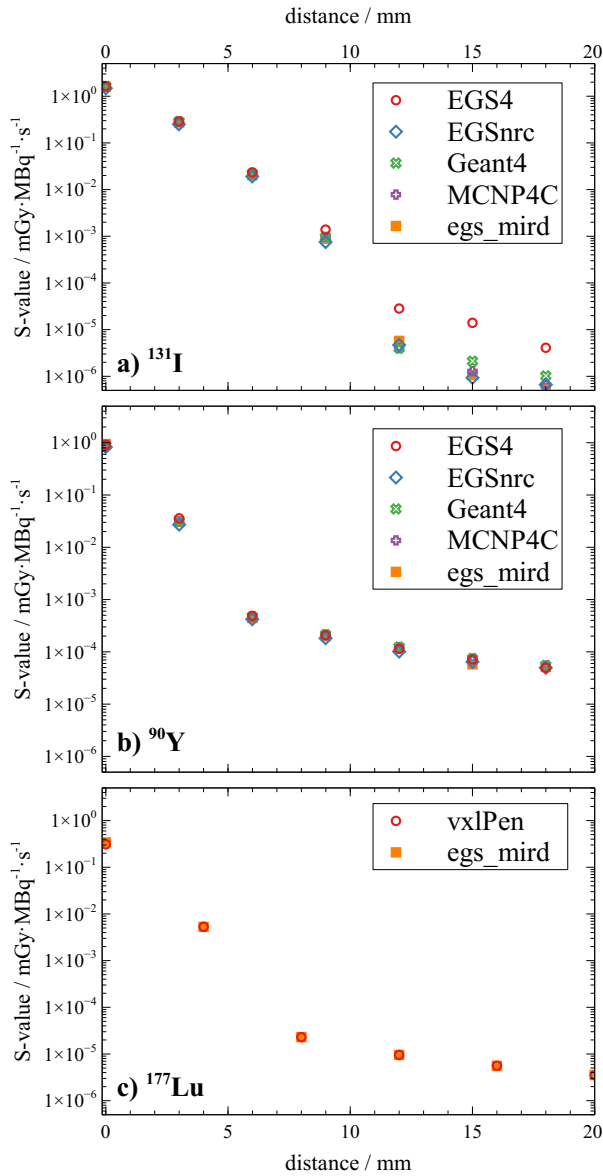 distance / mm
0 5 10 15 20
S-value / mGy·MBq⁻¹·s⁻¹
1×10⁰
1×10⁻¹
1×10⁻²
1×10⁻³
1×10⁻⁴
1×10⁻⁵
1×10⁻⁶
EGS4
EGSnrc
Geant4
MCNP4C
egs_mird
a) ¹³¹I
S-value / mGy·MBq⁻¹·s⁻¹
1×10⁰
1×10⁻¹
1×10⁻²
1×10⁻³
1×10⁻⁴
1×10⁻⁵
1×10⁻⁶
EGS4
EGSnrc
Geant4
MCNP4C
egs_mird
b) ⁹⁰Y
S-value / mGy·MBq⁻¹·s⁻¹
1×10⁰
1×10⁻¹
1×10⁻²
1×10⁻³
1×10⁻⁴
1×10⁻⁵
1×10⁻⁶
vxlPen
egs_mird
c) ¹⁷⁷Lu
0 5 10 15 20
distance / mm